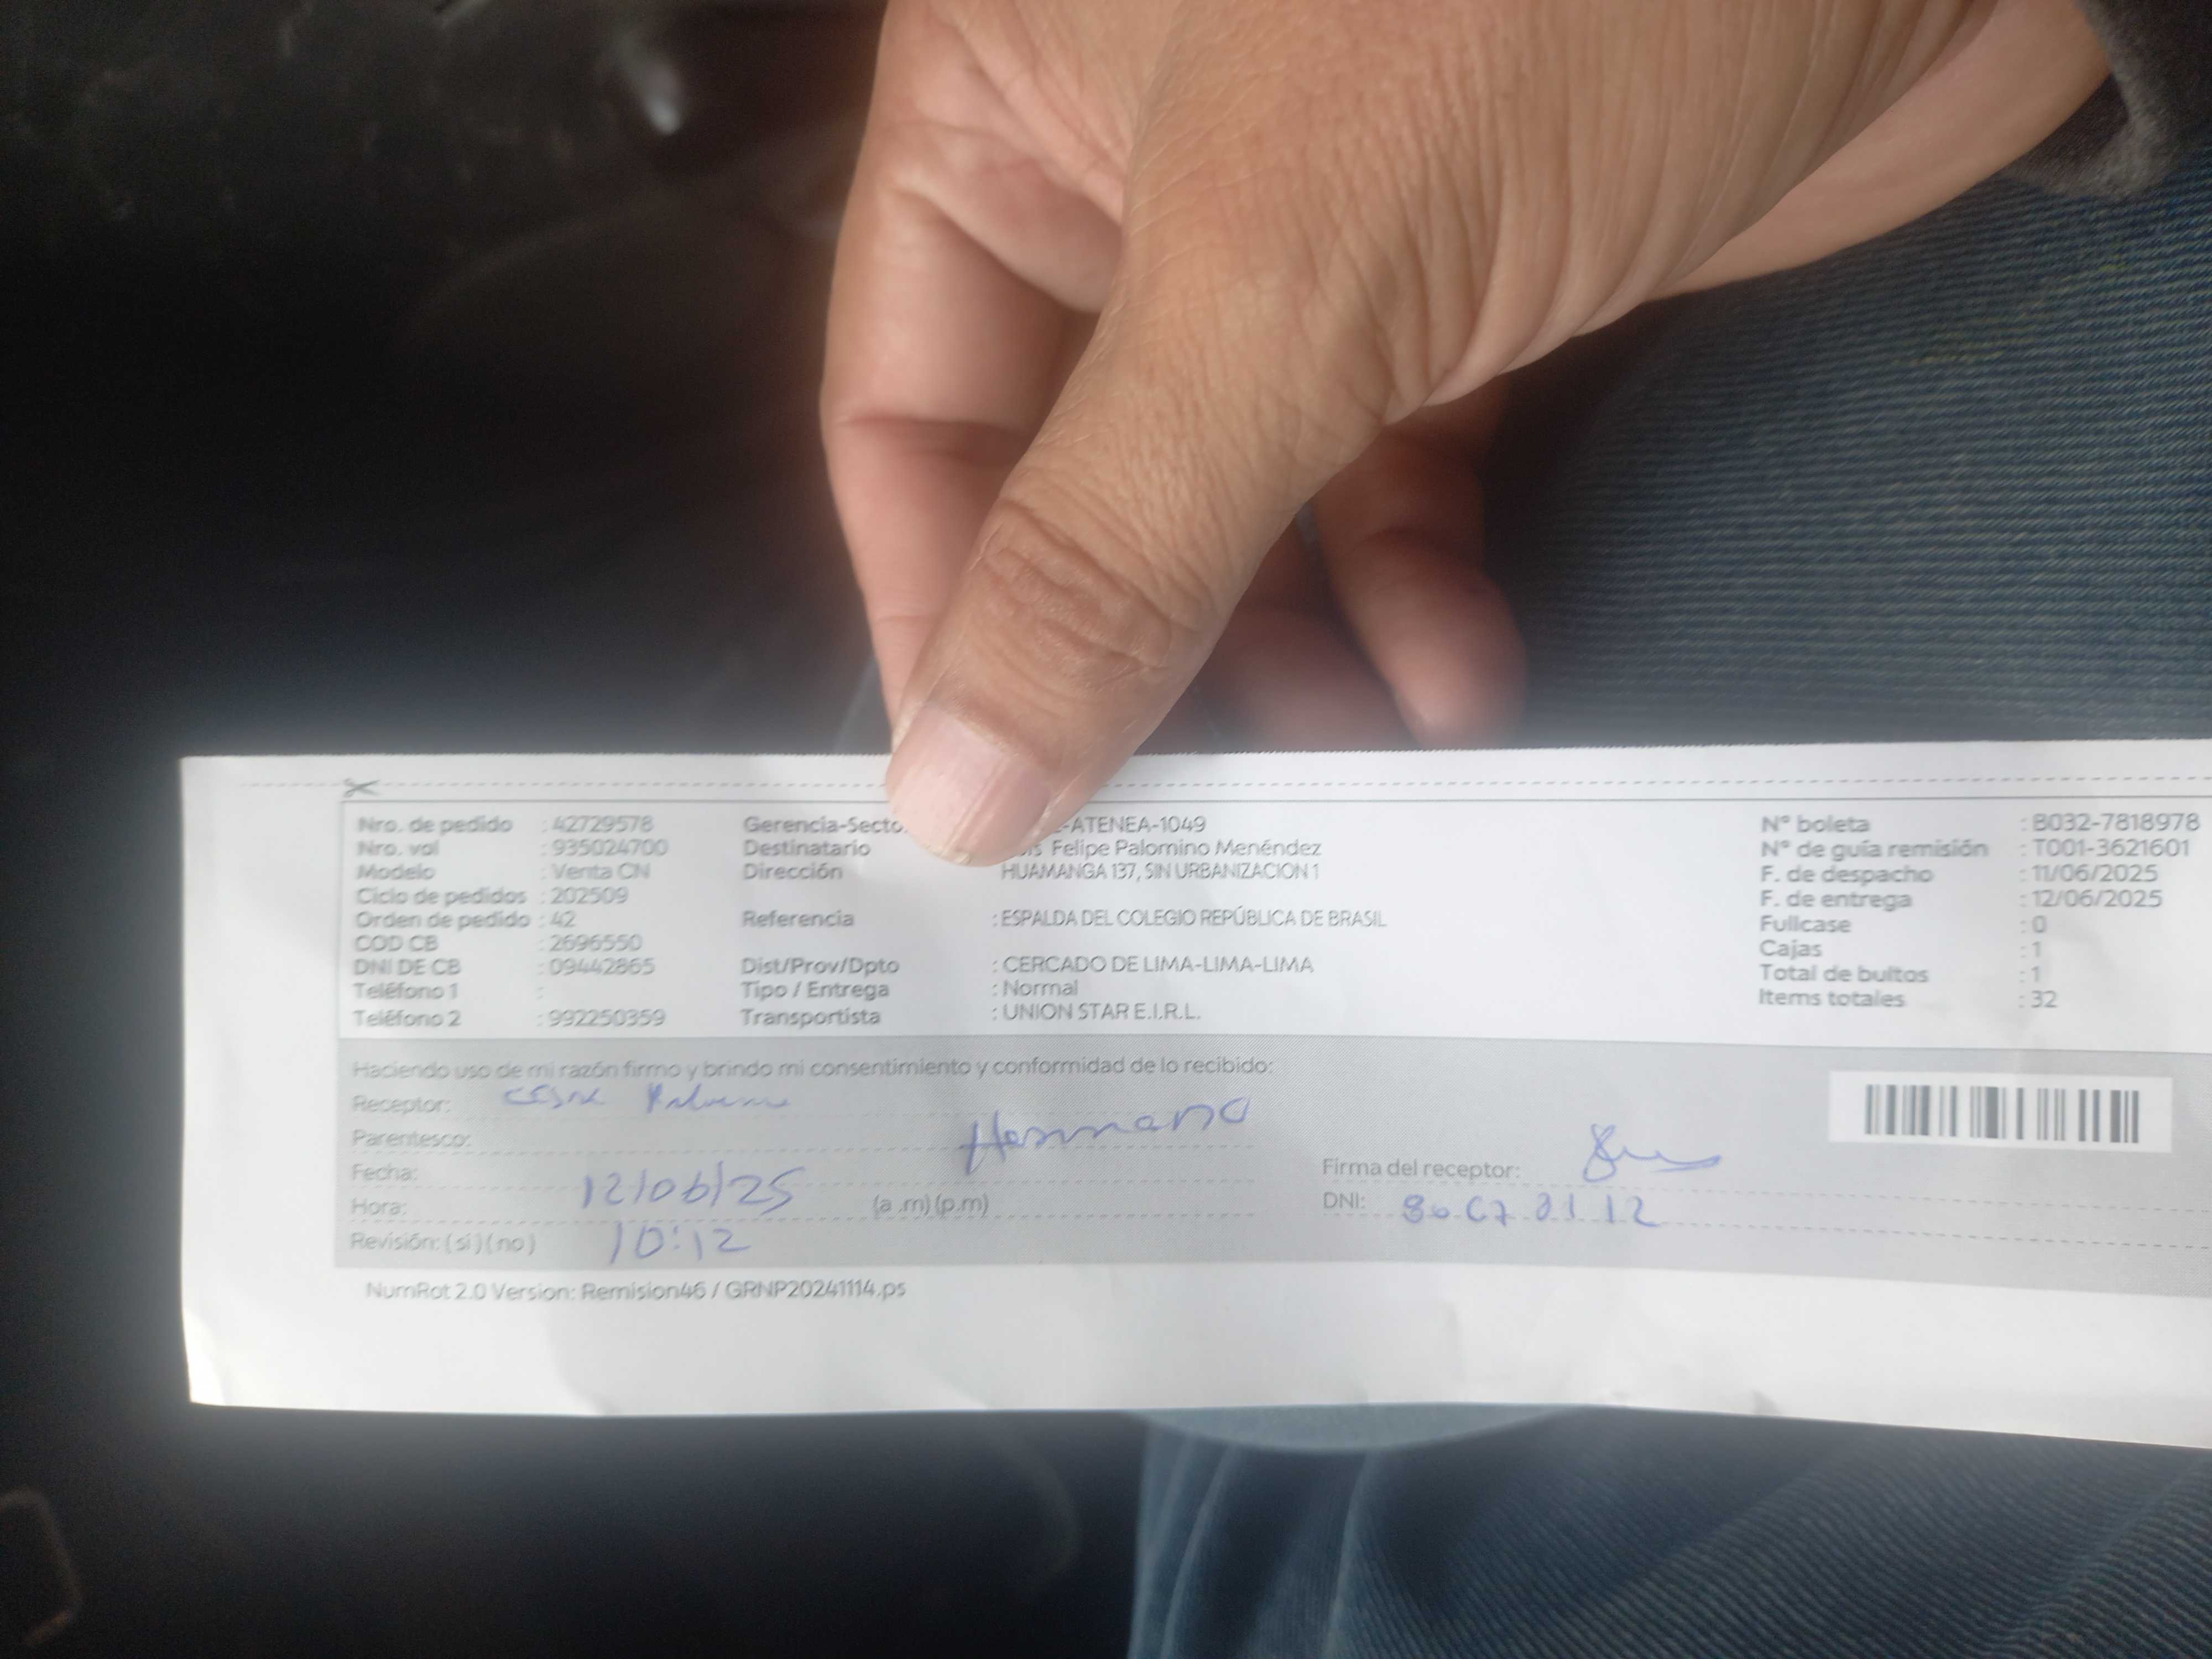 Nro. de pedido : 42729578 Gerencia-Secto -ATENEA-1049 N° boleta : B032-7818978
Nro. vol : 935024700 Destinatario Felipe Palomino Menéndez N° de guía remisión : T001-3621601
Modelo : Venta CN Dirección HUAMANGA 137, SIN URBANIZACION 1 F. de despacho : 11/06/2025
Ciclo de pedidos : 202509 F. de entrega : 12/06/2025
Orden de pedido : 42 Referencia : ESPALDA DEL COLEGIO REPÚBLICA DE BRASIL Fullcase : 0
COD CB : 2696550 Cajas : 1
DNI DE CB : 09442865 Dist/Prov/Dpto : CERCADO DE LIMA-LIMA-LIMA Total de bultos : 1
Teléfono 1 : Tipo / Entrega : Normal Items totales : 32
Teléfono 2 : 992250359 Transportista : UNION STAR E.I.R.L.
Haciendo uso de mi razón firmo y brindo mi consentimiento y conformidad de lo recibido:
Receptor:
Parentesco: Hermano
Fecha: 12/06/25 Firma del receptor:
Hora: 10:12 (a .m) (p.m) DNI:
Revisión: ( si ) ( no )
NumRot 2.0 Version: Remision46 / GRNP20241114.ps